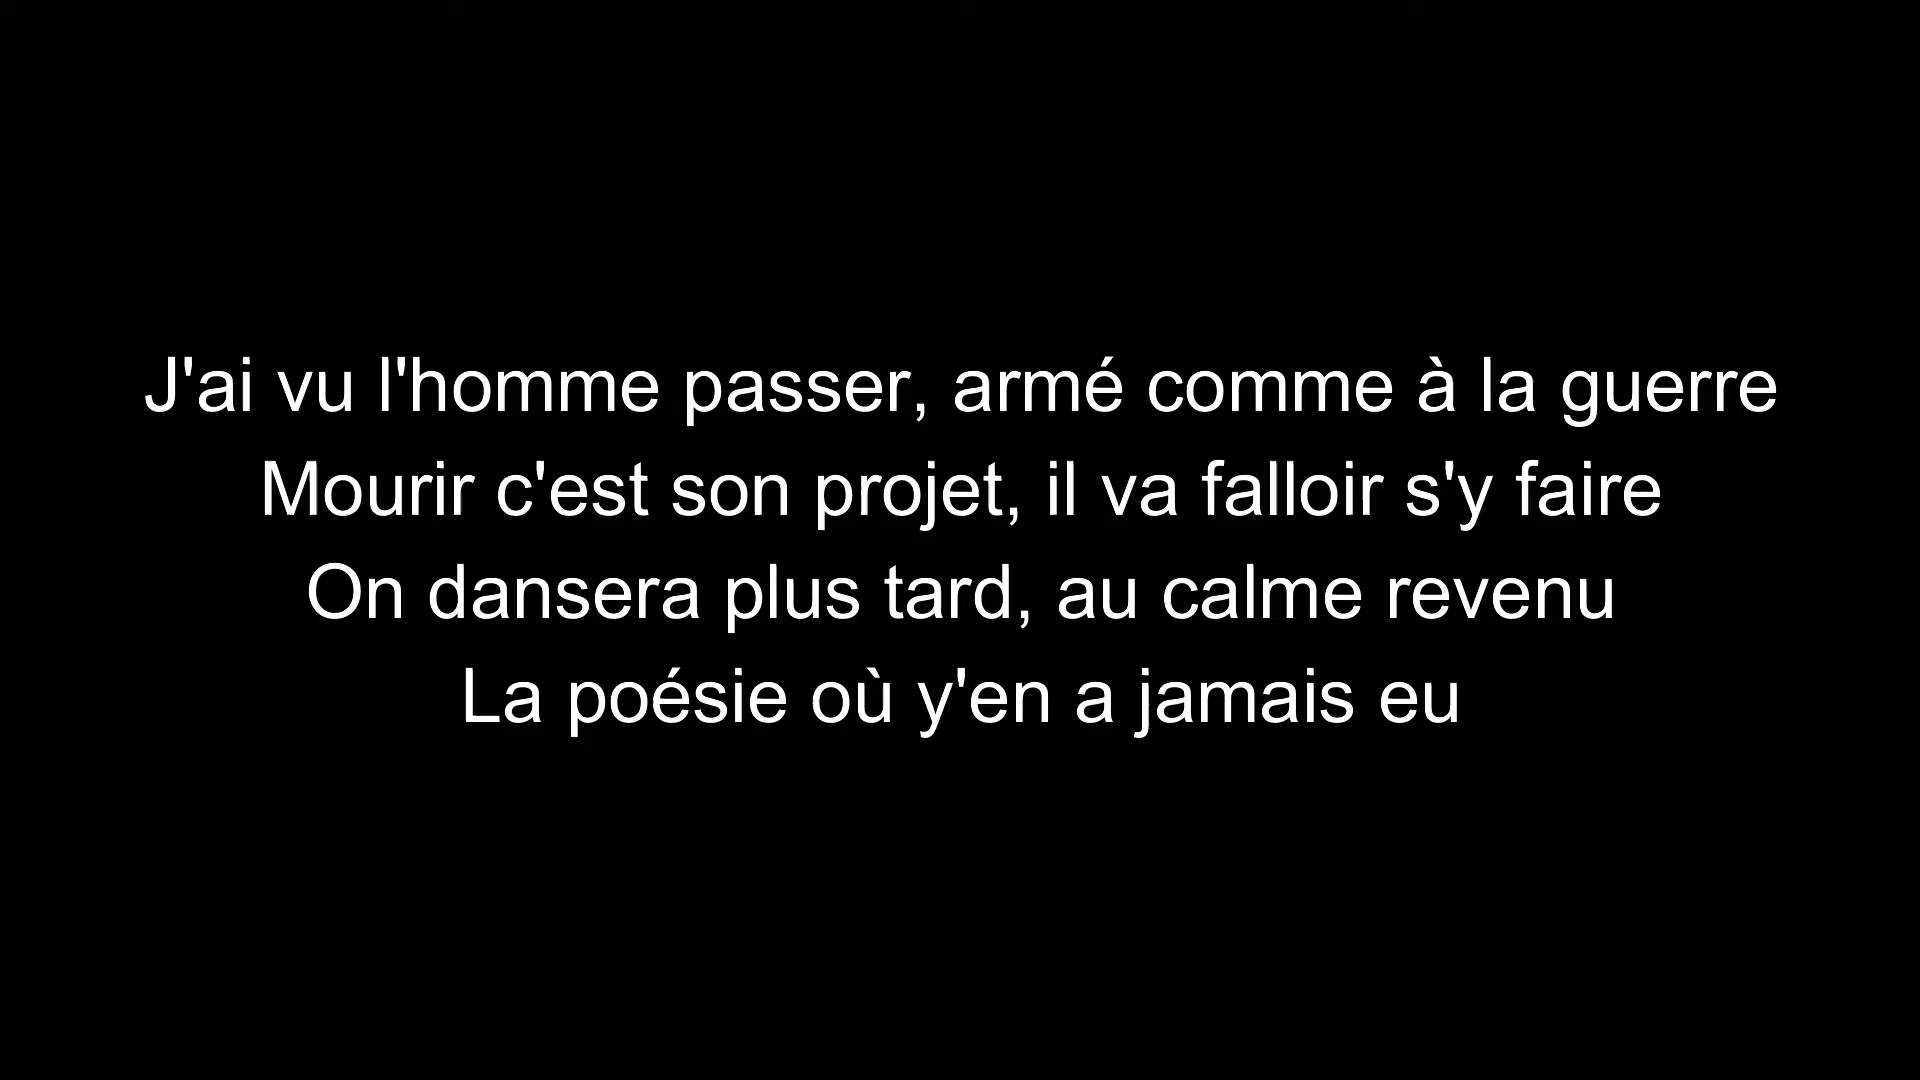 J'ai vu l'homme passer, armé comme à la guerre
Mourir c'est son projet, il va falloir s'y faire
On dansera plus tard, au calme revenu
La poésie où y'en a jamais eu